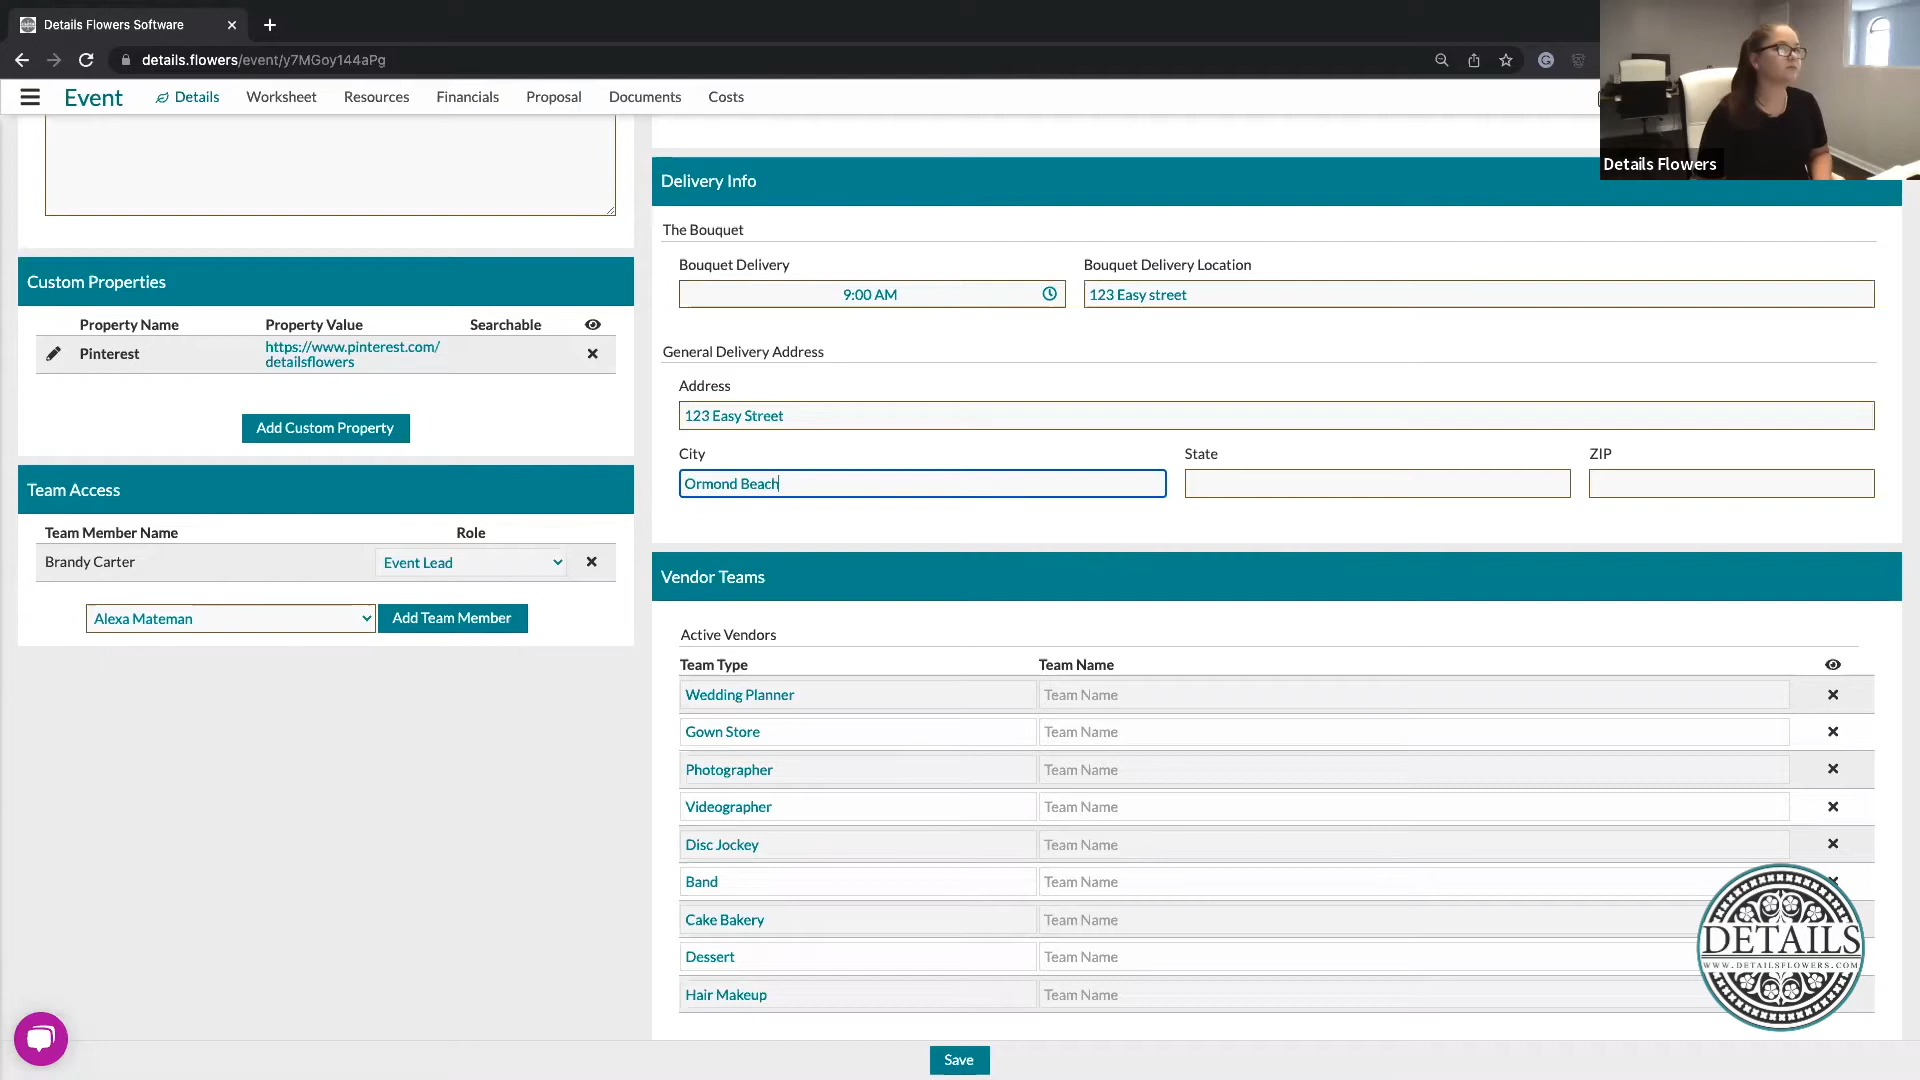 Details Flowers Software
details.flowers/event/y7MGoy144aPg
Event Details Worksheet Resources Financials Proposal Documents Costs
Details Flowers
Custom Properties
Property Name Property Value Searchable
Pinterest https://www.pinterest.com/
detailsflowers
Add Custom Property
Team Access
Team Member Name Role
Brandy Carter Event Lead
Alexa Mateman Add Team Member
Delivery Info
The Bouquet
Bouquet Delivery Bouquet Delivery Location
9:00 AM 123 Easy street
General Delivery Address
Address
123 Easy Street
City State ZIP
Ormond Beach
Vendor Teams
Active Vendors
Team Type Team Name
Wedding Planner Team Name
Gown Store Team Name
Photographer Team Name
Videographer Team Name
Disc Jockey Team Name
Band Team Name
Cake Bakery Team Name
Dessert Team Name
Hair Makeup Team Name
DETAILS
WWW.DETAILSFLOWERS.COM
Save